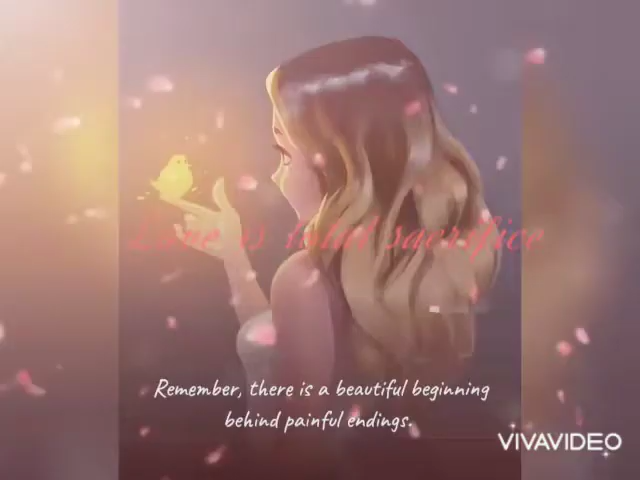 Love is total sacrifice
Remember, there is a beautiful beginning
behind painful endings.
VIVAVIDEO